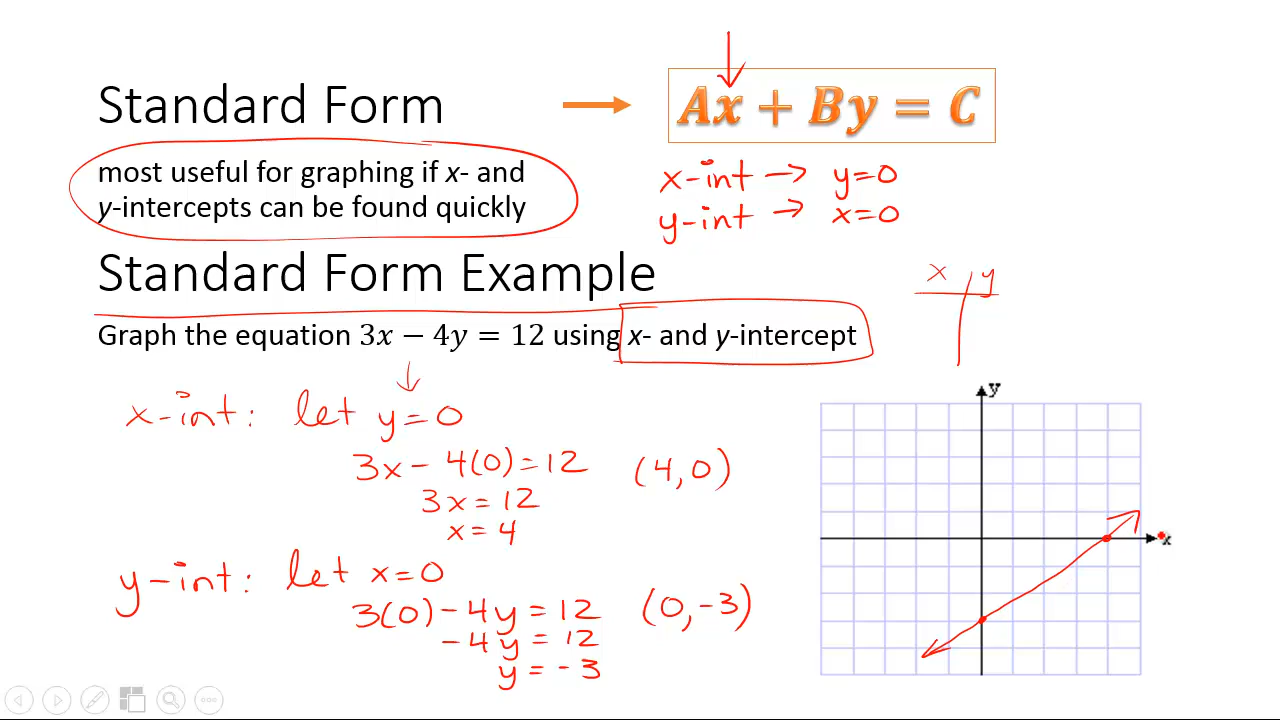 Standard Form
Ax + By = C
most useful for graphing if x- and
y-intercepts can be found quickly
x-int → y=0
y-int → x=0
Standard Form Example
x y
Graph the equation 3x − 4y = 12 using x- and y-intercept
x-int: let y=0
3x - 4(0)=12 (4,0)
3x = 12
x = 4
y-int: let x=0
3(0) - 4y = 12 (0,-3)
-4y = 12
y = -3
y
x